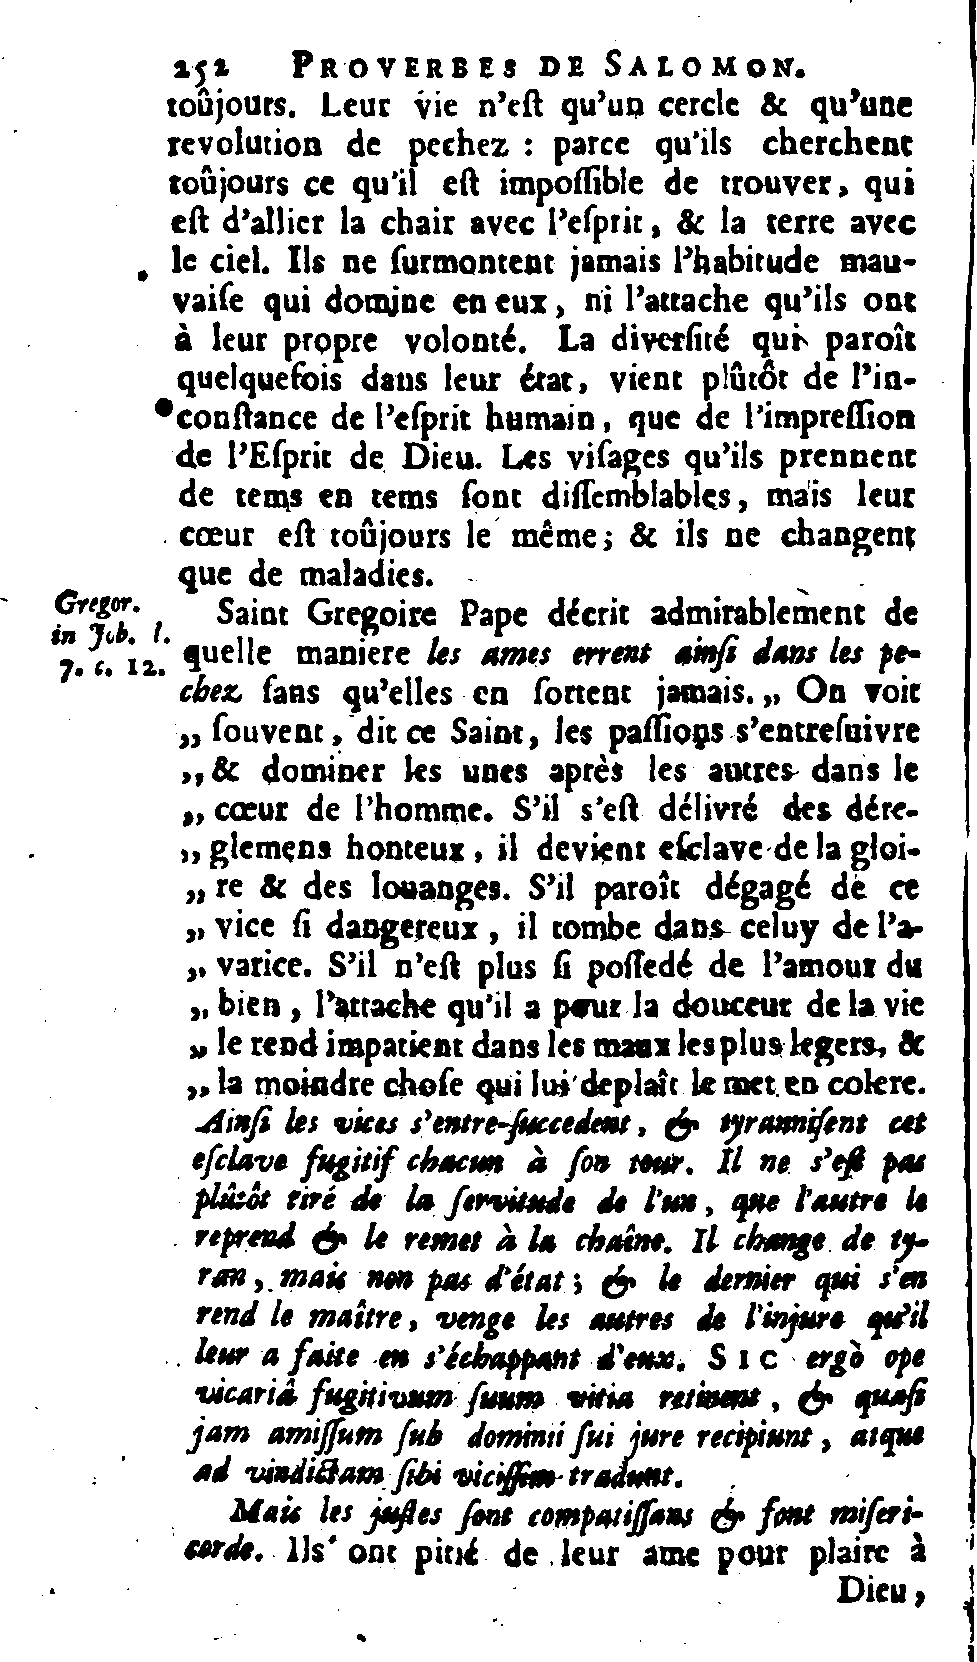 252 PROVERBES DE SALOMON.
toûjours. Leur vie n'eſt qu'un cercle & qu'une
revolution de pechez : parce qu'ils cherchent
toûjours ce qu'il eſt impoſſible de trouver, qui
eſt d'allier la chair avec l'eſprit, & la terre avec
le ciel. Ils ne ſurmontent jamais l'habitude mau-
vaiſe qui domine en eux, ni l'attache qu'ils ont
à leur propre volonté. La diverſité qui paroît
quelquefois dans leur état, vient plûtôt de l'in-
conſtance de l'eſprit humain, que de l'impreſſion
de l'Eſprit de Dieu. Les viſages qu'ils prennent
de tems en tems ſont diſſemblables, mais leur
cœur eſt toûjours le même; & ils ne changent
que de maladies.
Gregor.
in Job. l.
7. c. 12.
Saint Gregoire Pape décrit admirablement de
quelle maniere les ames errent ainſi dans les pe-
chez ſans qu'elles en ſortent jamais. „ On voit
„ ſouvent, dit ce Saint, les paſſions s'entreſuivre
„ & dominer les unes après les autres dans le
„ cœur de l'homme. S'il s'eſt délivré des dére-
„ glemens honteux, il devient eſclave de la gloi-
„ re & des louanges. S'il paroît dégagé de ce
„ vice ſi dangereux, il tombe dans celuy de l'a-
„ varice. S'il n'eſt plus ſi poſſedé de l'amour du
„ bien, l'attache qu'il a pour la douceur de la vie
„ le rend impatient dans les maux les plus legers, &
„ la moindre choſe qui lui deplaît le met en colere.
Ainſi les vices s'entre-ſuccedent, & tyranniſent cet
eſclave fugitif chacun à ſon tour. Il ne s'eſt pas
plûtôt tiré de la ſervitude de l'un, que l'autre le
reprend & le remet à la chaîne. Il change de ty-
ran, mais non pas d'état; & le dernier qui s'en
rend le maître, venge les autres de l'injure qu'il
leur a faite en s'échappant d'eux. SIC ergò ope
vicariâ fugitivum ſuum vitia retinent, & quaſi
jam amiſſum ſub dominii ſui jure recipiunt, atque
ad vindictam ſibi viciſſim tradunt.
Mais les juſtes ſont compatiſſans & font miſeri-
corde. Ils ont pitié de leur ame pour plaire à
Dieu,